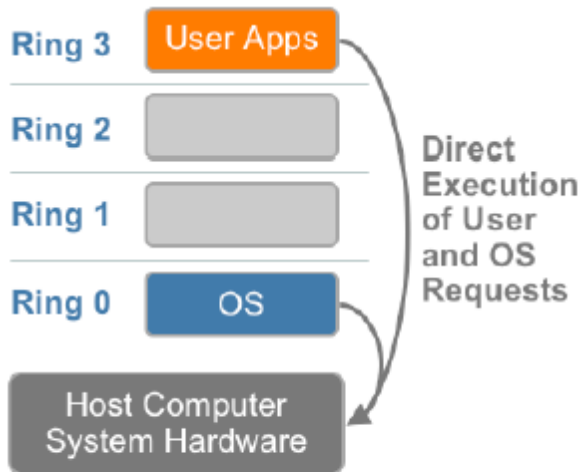 Ring 3
User Apps
Ring 2
Ring 1
Ring 0
OS
Direct
Execution
of User
and OS
Requests
Host Computer
System Hardware